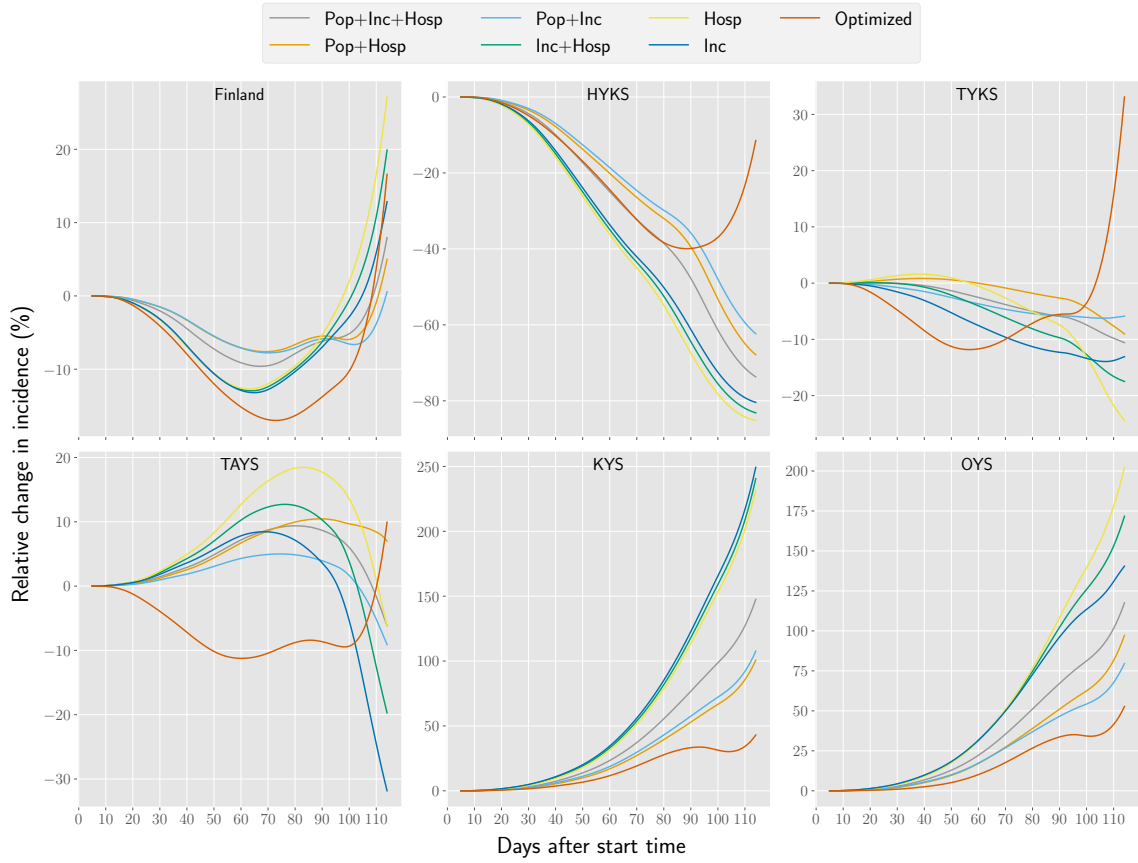 Pop+Inc+Hosp Pop+Inc Hosp Optimized
Pop+Hosp Inc+Hosp Inc
Relative change in incidence (%)
Finland
20
10
0
−10
HYKS
0
−20
−40
−60
−80
TYKS
30
20
10
0
−10
−20
TAYS
20
10
0
−10
−20
−30
0 10 20 30 40 50 60 70 80 90 100 110
KYS
250
200
150
100
50
0
0 10 20 30 40 50 60 70 80 90 100 110
OYS
200
175
150
125
100
75
50
25
0
0 10 20 30 40 50 60 70 80 90 100 110
Days after start time